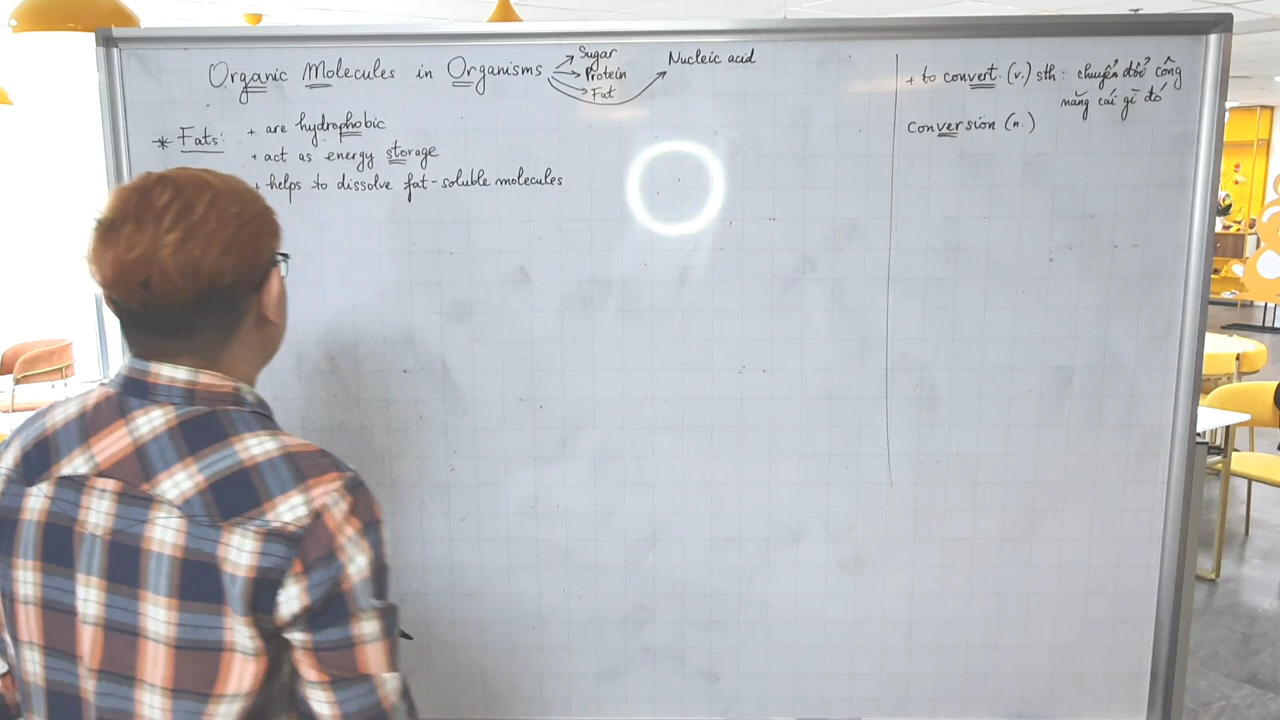 Organic Molecules in Organisms
Sugar
Protein
Fat
Nucleic acid
* Fats: + are hydrophobic
+ act as energy storage
+ helps to dissolve fat-soluble molecules
+ to convert (v.) sth: chuyển đổi công
năng cái gì đó
conversion (n.)